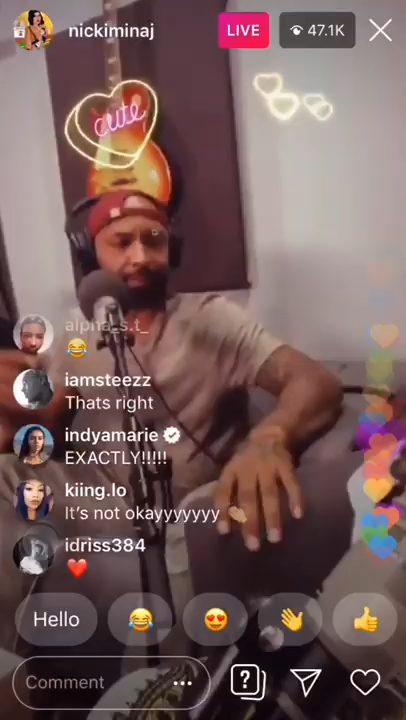 nickiminaj
LIVE
47.1K
cute
alpha_s.t_
😂
iamsteezz
Thats right
indyamarie
EXACTLY!!!!!
kiing.lo
It's not okayyyyyyy 👏🏽
idriss384
❤️
Hello 😂 😍 👋 👍
Comment